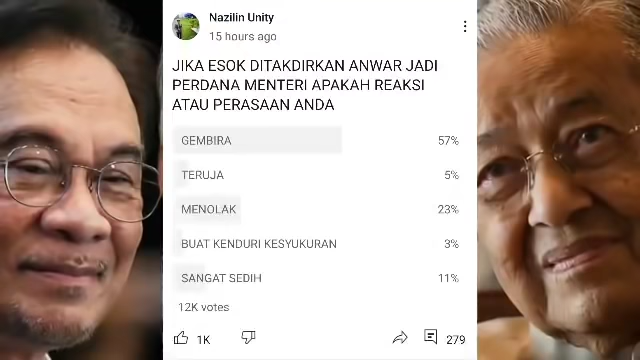 Nazilin Unity
15 hours ago
JIKA ESOK DITAKDIRKAN ANWAR JADI
PERDANA MENTERI APAKAH REAKSI
ATAU PERASAAN ANDA
GEMBIRA 57%
TERUJA 5%
MENOLAK 23%
BUAT KENDURI KESYUKURAN 3%
SANGAT SEDIH 11%
12K votes
1K 279